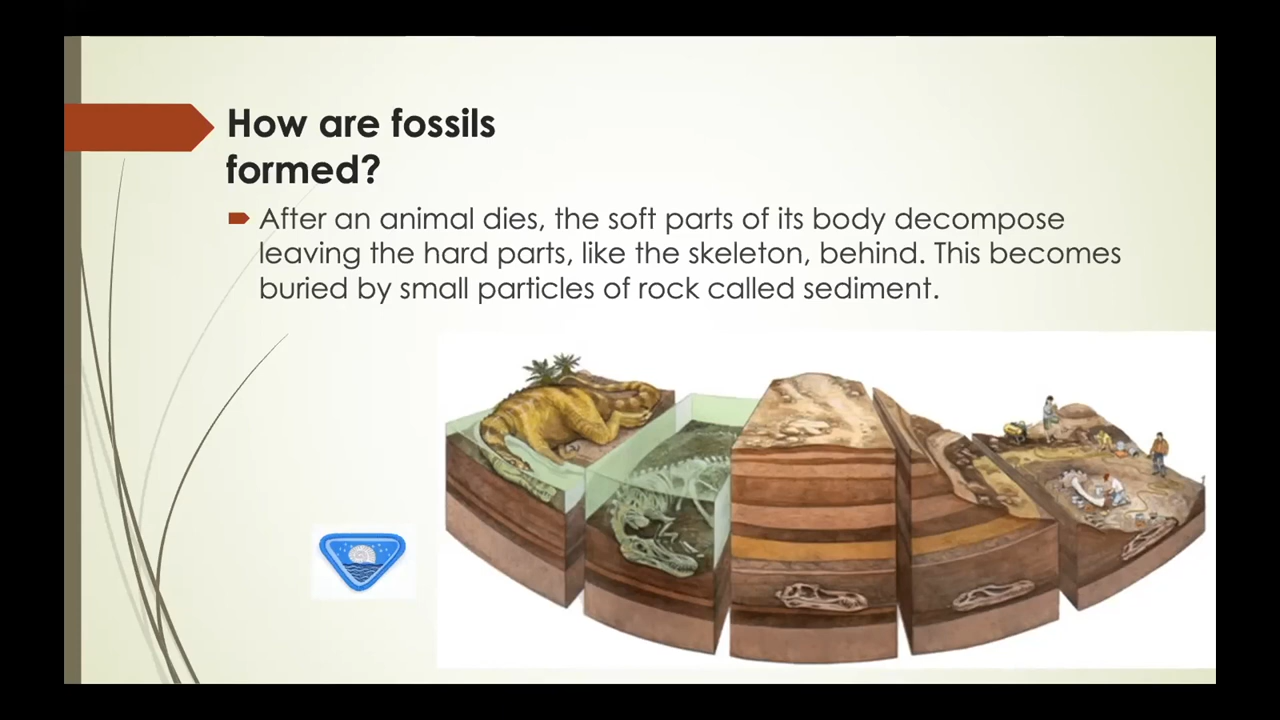 How are fossils
formed?
After an animal dies, the soft parts of its body decompose
leaving the hard parts, like the skeleton, behind. This becomes
buried by small particles of rock called sediment.